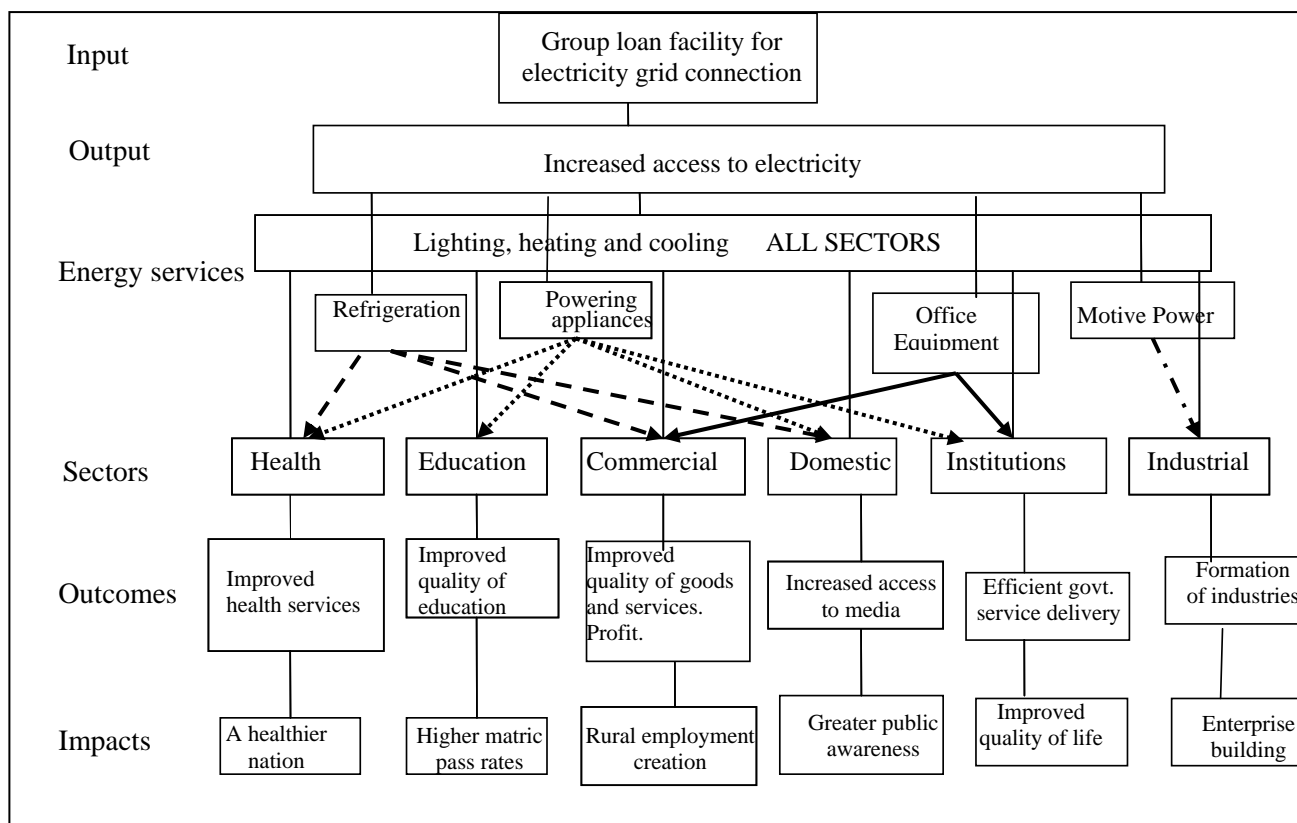 Input
Group loan facility for
electricity grid connection
Output
Increased access to electricity
Lighting, heating and cooling ALL SECTORS
Energy services
Refrigeration
Powering
appliances
Office
Equipment
Motive Power
Sectors
Health
Education
Commercial
Domestic
Institutions
Industrial
Outcomes
Improved
health services
Improved
quality of
education
Improved
quality of goods
and services.
Profit.
Increased access
to media
Efficient govt.
service delivery
Formation
of industries
Impacts
A healthier
nation
Higher matric
pass rates
Rural employment
creation
Greater public
awareness
Improved
quality of life
Enterprise
building